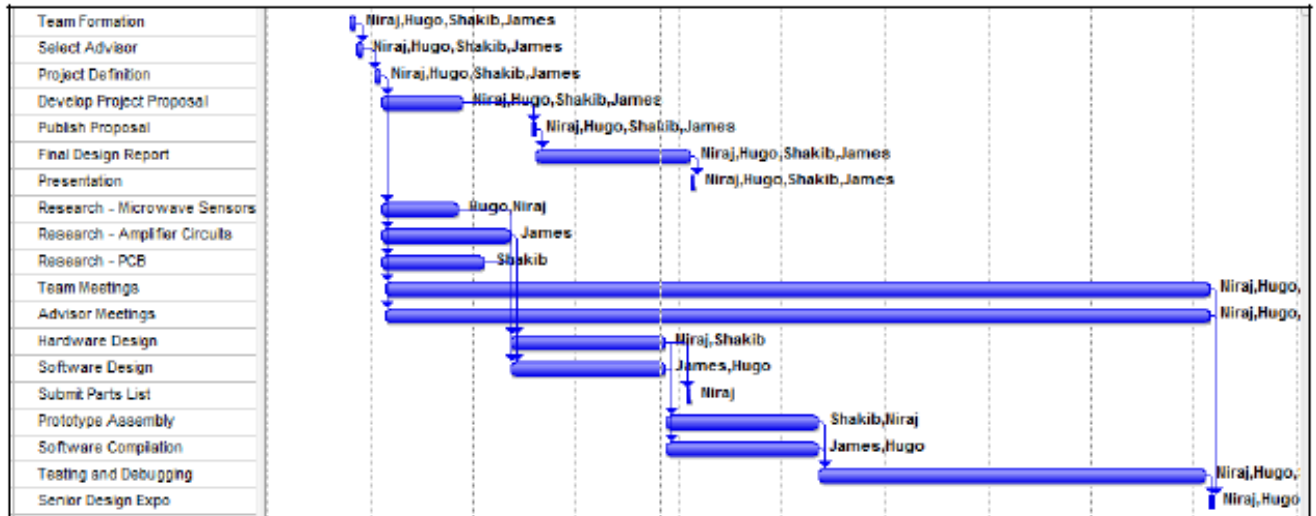 Team Formation Niraj,Hugo,Shakib,James
Select Advisor Niraj,Hugo,Shakib,James
Project Definition Niraj,Hugo,Shakib,James
Develop Project Proposal Niraj,Hugo,Shakib,James
Publish Proposal Niraj,Hugo,Shakib,James
Final Design Report Niraj,Hugo,Shakib,James
Presentation Niraj,Hugo,Shakib,James
Research - Microwave Sensors Hugo,Niraj
Research - Amplifier Circuits James
Research - PCB Shakib
Team Meetings Niraj,Hugo,
Advisor Meetings Niraj,Hugo,
Hardware Design Niraj,Shakib
Software Design James,Hugo
Submit Parts List Niraj
Prototype Assembly Shakib,Niraj
Software Compilation James,Hugo
Testing and Debugging Niraj,Hugo,
Senior Design Expo Niraj,Hugo